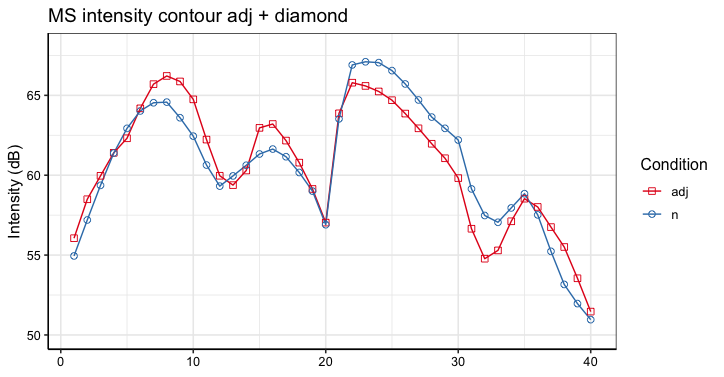 MS intensity contour adj + diamond
Intensity (dB)
65
60
55
50
0 10 20 30 40
Condition
adj
n